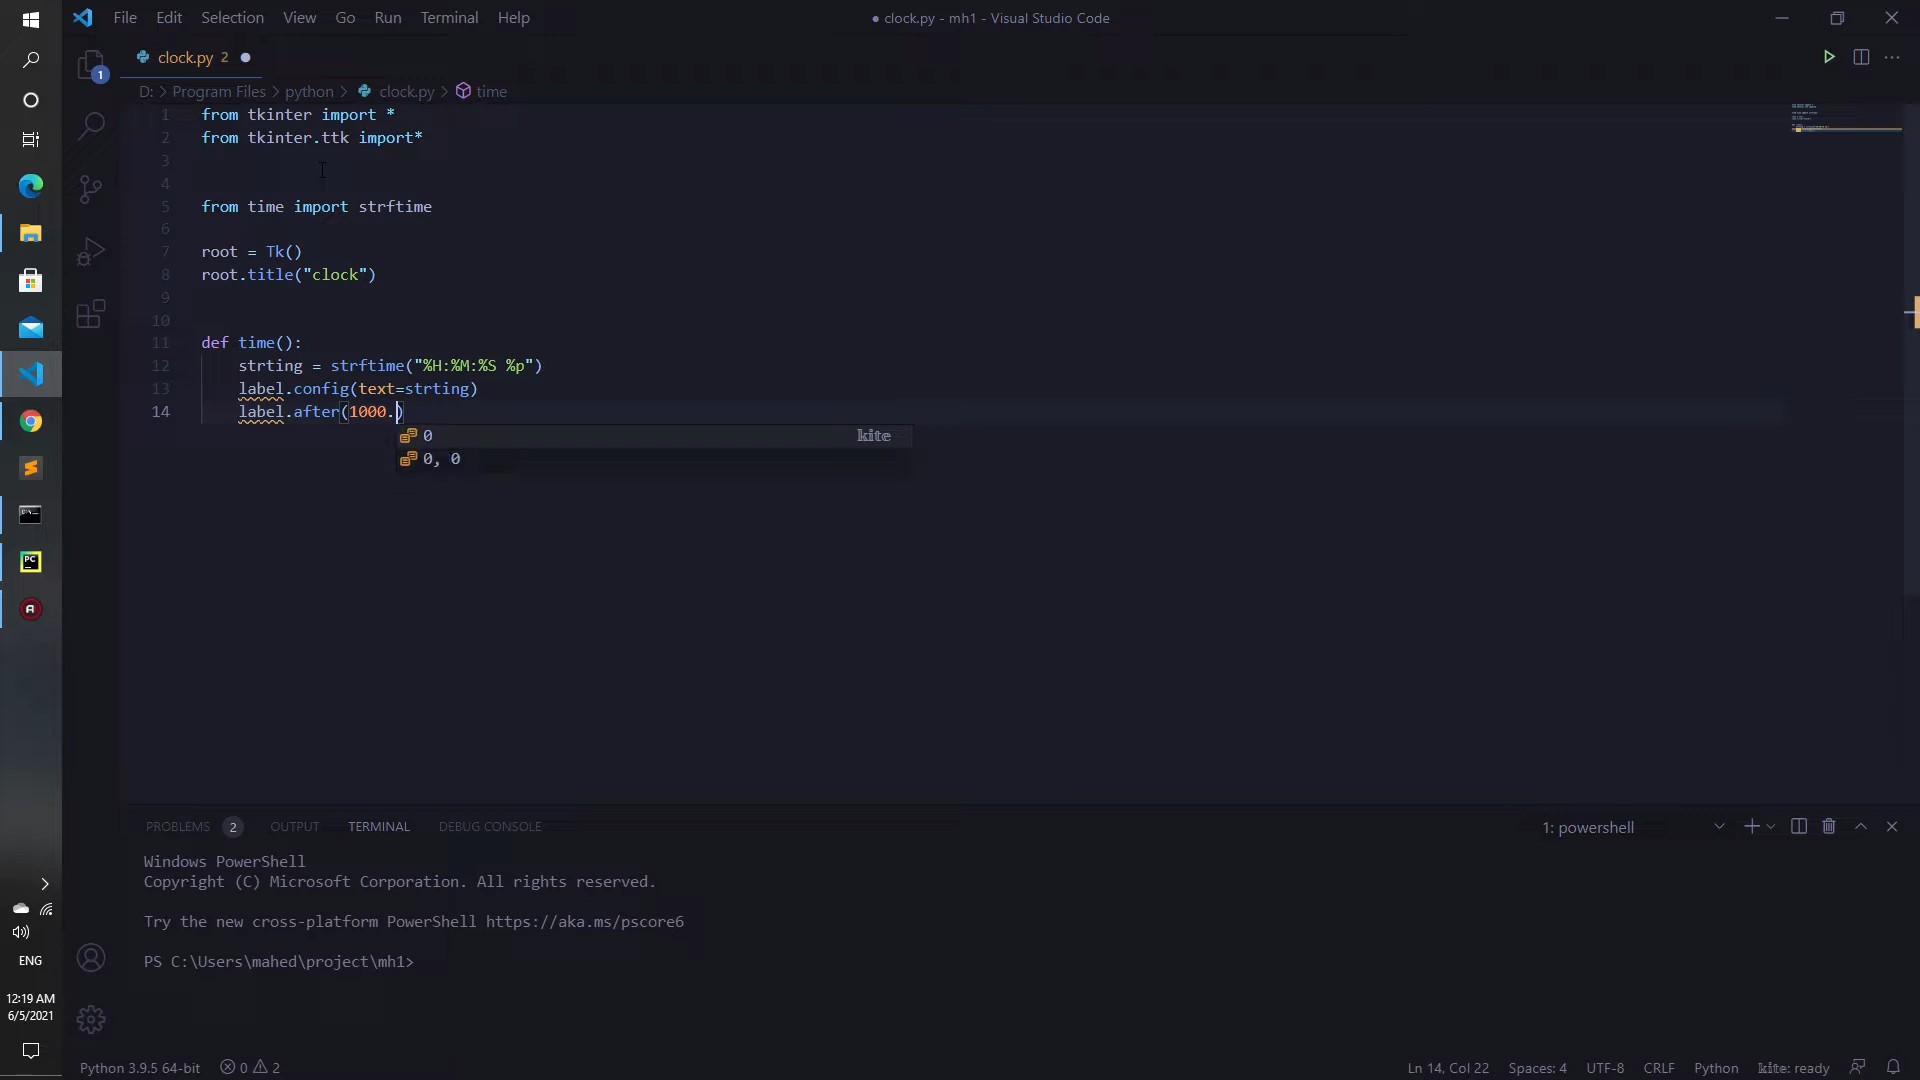 File Edit Selection View Go Run Terminal Help
● clock.py - mh1 - Visual Studio Code
clock.py 2 ●
1
D: > Program Files > python > clock.py > time
1 from tkinter import *
2 from tkinter.ttk import*
3
4
5 from time import strftime
6
7 root = Tk()
8 root.title("clock")
9
10
11 def time():
12 strting = strftime("%H:%M:%S %p")
13 label.config(text=strting)
14 label.after(1000.)
0 kite
0, 0
PROBLEMS 2 OUTPUT TERMINAL DEBUG CONSOLE 1: powershell
Windows PowerShell
Copyright (C) Microsoft Corporation. All rights reserved.
Try the new cross-platform PowerShell https://aka.ms/pscore6
PS C:\Users\mahed\project\mh1>
PC
ENG
12:19 AM
6/5/2021
Python 3.9.5 64-bit 0 2 Ln 14, Col 22 Spaces: 4 UTF-8 CRLF Python kite: ready